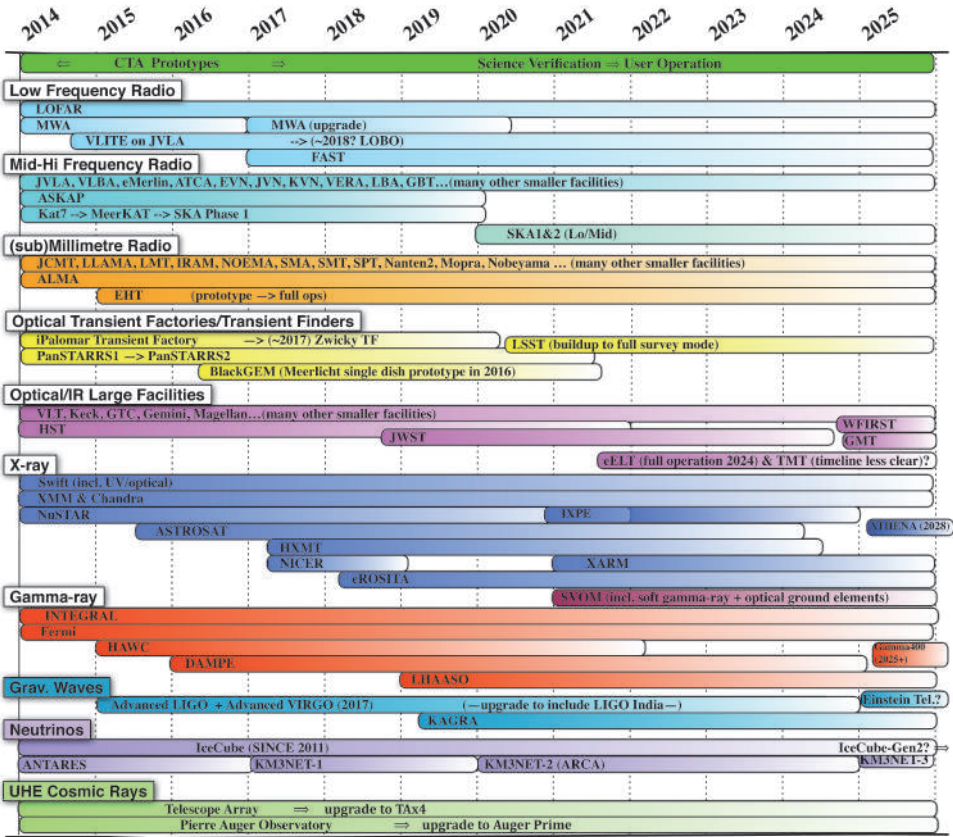 2014 2015 2016 2017 2018 2019 2020 2021 2022 2023 2024 2025
⇐ CTA Prototypes ⇒ Science Verification ⇒ User Operation
Low Frequency Radio
LOFAR
MWA MWA (upgrade)
VLITE on JVLA --> (~2018? LOBO)
FAST
Mid-Hi Frequency Radio
JVLA, VLBA, eMerlin, ATCA, EVN, JVN, KVN, VERA, LBA, GBT...(many other smaller facilities)
ASKAP
Kat7 --> MeerKAT --> SKA Phase 1
SKA1&2 (Lo/Mid)
(sub)Millimetre Radio
JCMT, LLAMA, LMT, IRAM, NOEMA, SMA, SMT, SPT, Nanten2, Mopra, Nobeyama ... (many other smaller facilities)
ALMA
EHT (prototype —> full ops)
Optical Transient Factories/Transient Finders
iPalomar Transient Factory —> (~2017) Zwicky TF LSST (buildup to full survey mode)
PanSTARRS1 —> PanSTARRS2
BlackGEM (Meerlicht single dish prototype in 2016)
Optical/IR Large Facilities
VLT, Keck, GTC, Gemini, Magellan...(many other smaller facilities) WFIRST
HST JWST GMT
eELT (full operation 2024) & TMT (timeline less clear)?
X-ray
Swift (incl. UV/optical)
XMM & Chandra
NuSTAR IXPE
ASTROSAT ATHENA (2028)
HXMT
NICER XARM
eROSITA
SVOM (incl. soft gamma-ray + optical ground elements)
Gamma-ray
INTEGRAL
Fermi
HAWC Gamma400
DAMPE (2025+)
LHAASO
Grav. Waves
Advanced LIGO + Advanced VIRGO (2017) (—upgrade to include LIGO India—) Einstein Tel.?
KAGRA
Neutrinos
IceCube (SINCE 2011) IceCube-Gen2? ⇒
ANTARES KM3NET-1 KM3NET-2 (ARCA) KM3NET-3
UHE Cosmic Rays
Telescope Array ⇒ upgrade to TAx4
Pierre Auger Observatory ⇒ upgrade to Auger Prime